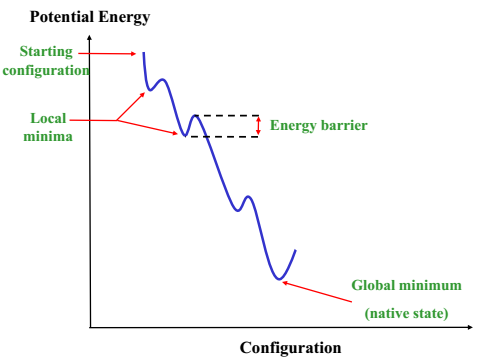 Potential Energy
Starting
configuration
Local
minima
Energy barrier
Global minimum
(native state)
Configuration